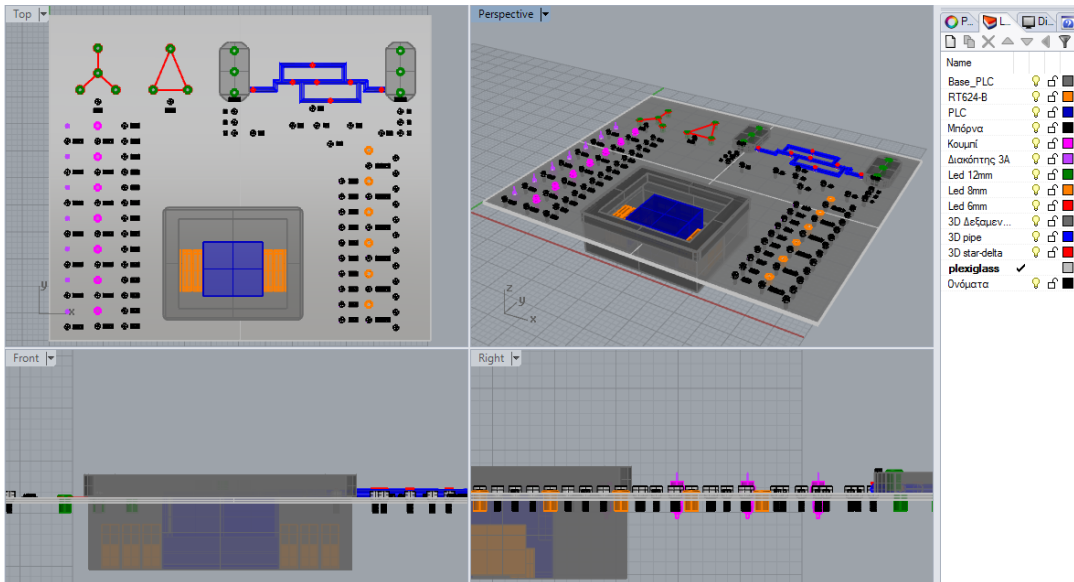 Top
Perspective
P...
L...
Di...
Name
Base_PLC
RT624-B
PLC
Μπόρνα
Κουμπί
Διακόπτης 3Α
Led 12mm
Led 8mm
Led 6mm
3D Δεξαμεν...
3D pipe
3D star-delta
plexiglass
Ονόματα
y
x
z
y
x
Front
Right